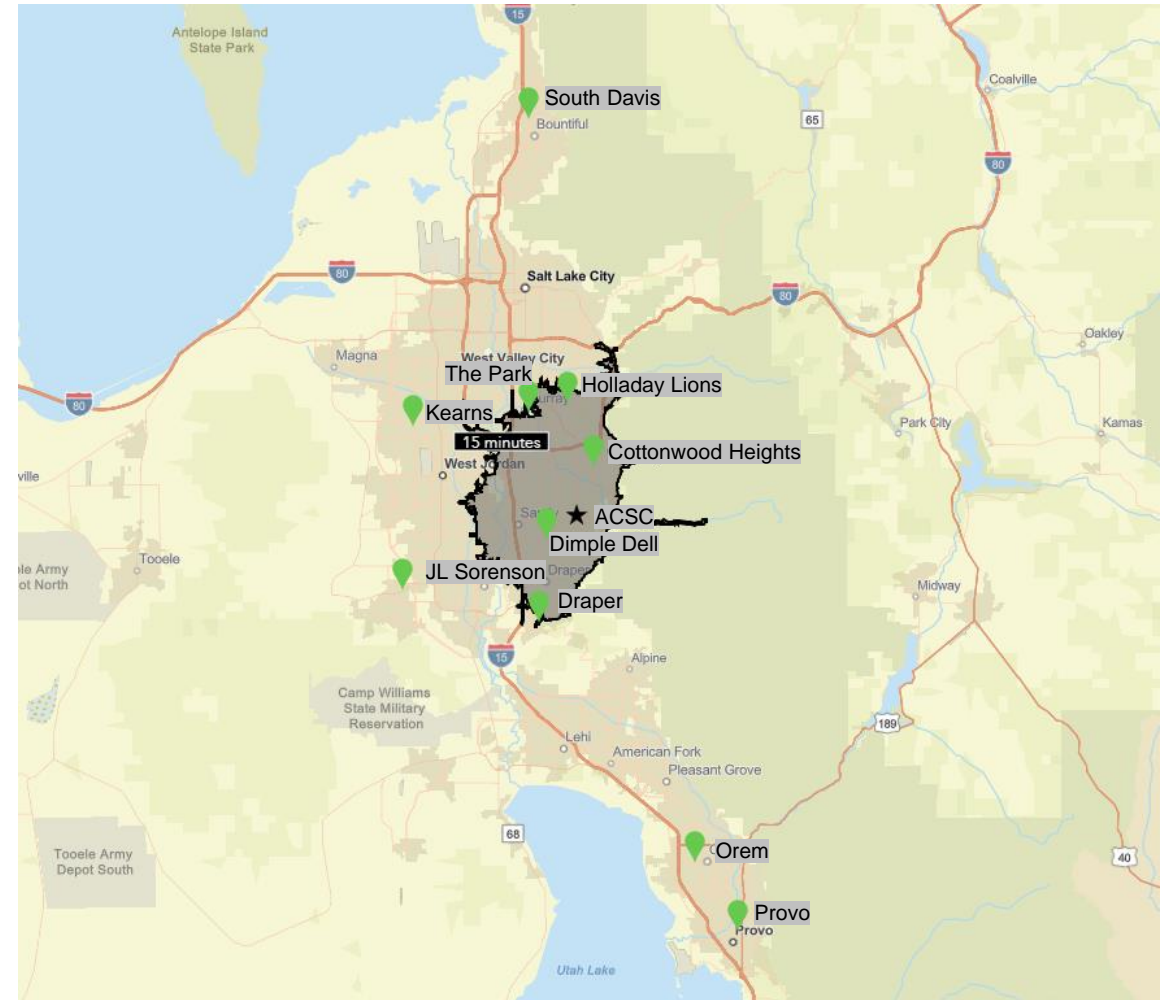 15
Antelope Island
State Park
Coalville
South Davis
Bountiful
65
80
Salt Lake City
80
80
Oakley
Magna
West Valley City
The Park
Holladay Lions
Kearns
80
Park City
Kamas
15 minutes
Cottonwood Heights
West Jordan
ville
ACSC
Dimple Dell
Tooele
le Army
ot North
JL Sorenson
Draper
Midway
Draper
15
Alpine
Camp Williams
State Military
Reservation
189
Lehi
American Fork
Pleasant Grove
68
Orem
Tooele Army
Depot South
40
Provo
Provo
Utah Lake